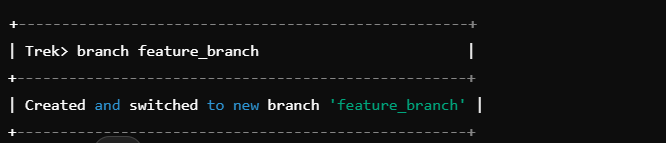 +----------------------------------------------------+
| Trek> branch feature_branch                        |
+----------------------------------------------------+
| Created and switched to new branch 'feature_branch' |
+----------------------------------------------------+